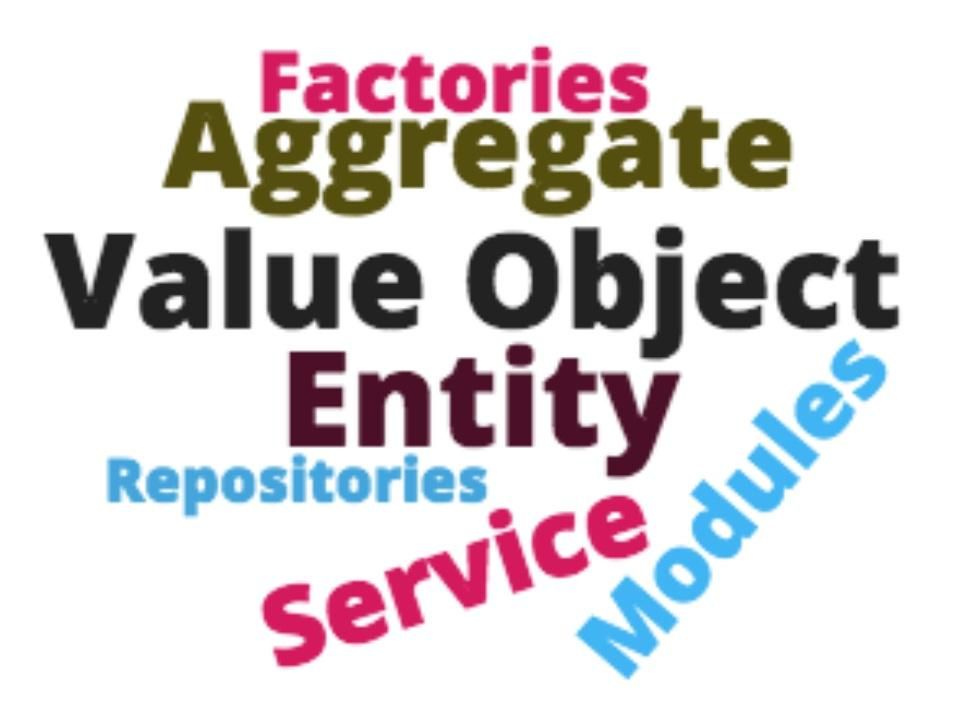 Factories
Aggregate
Value Object
Entity
Repositories
Service
Modules